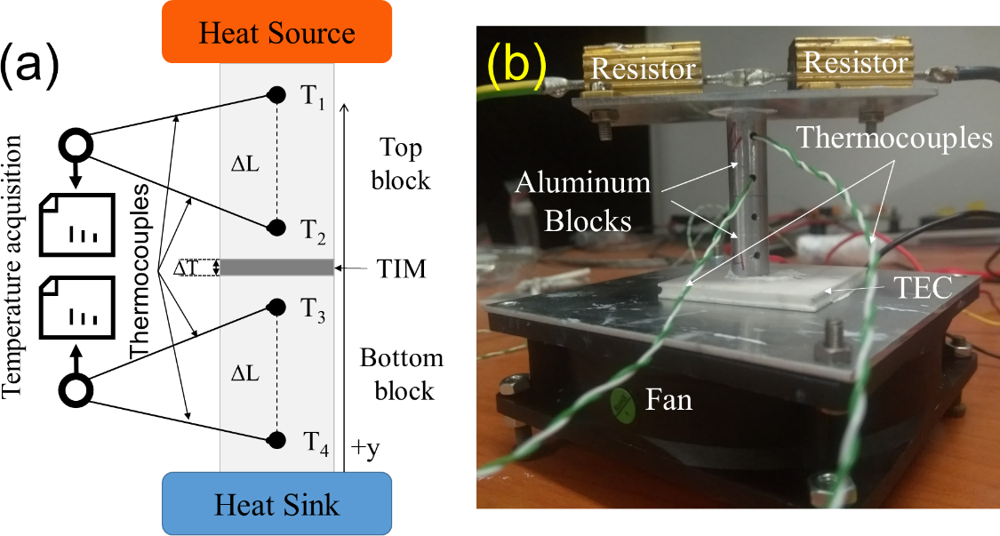 (a)
Heat Source
T1
Top
block
ΔL
T2
Temperature acquisition
Thermocouples
ΔT
TIM
T3
Bottom
block
ΔL
T4
+y
Heat Sink
(b)
Resistor
Resistor
Thermocouples
Aluminum
Blocks
TEC
Fan